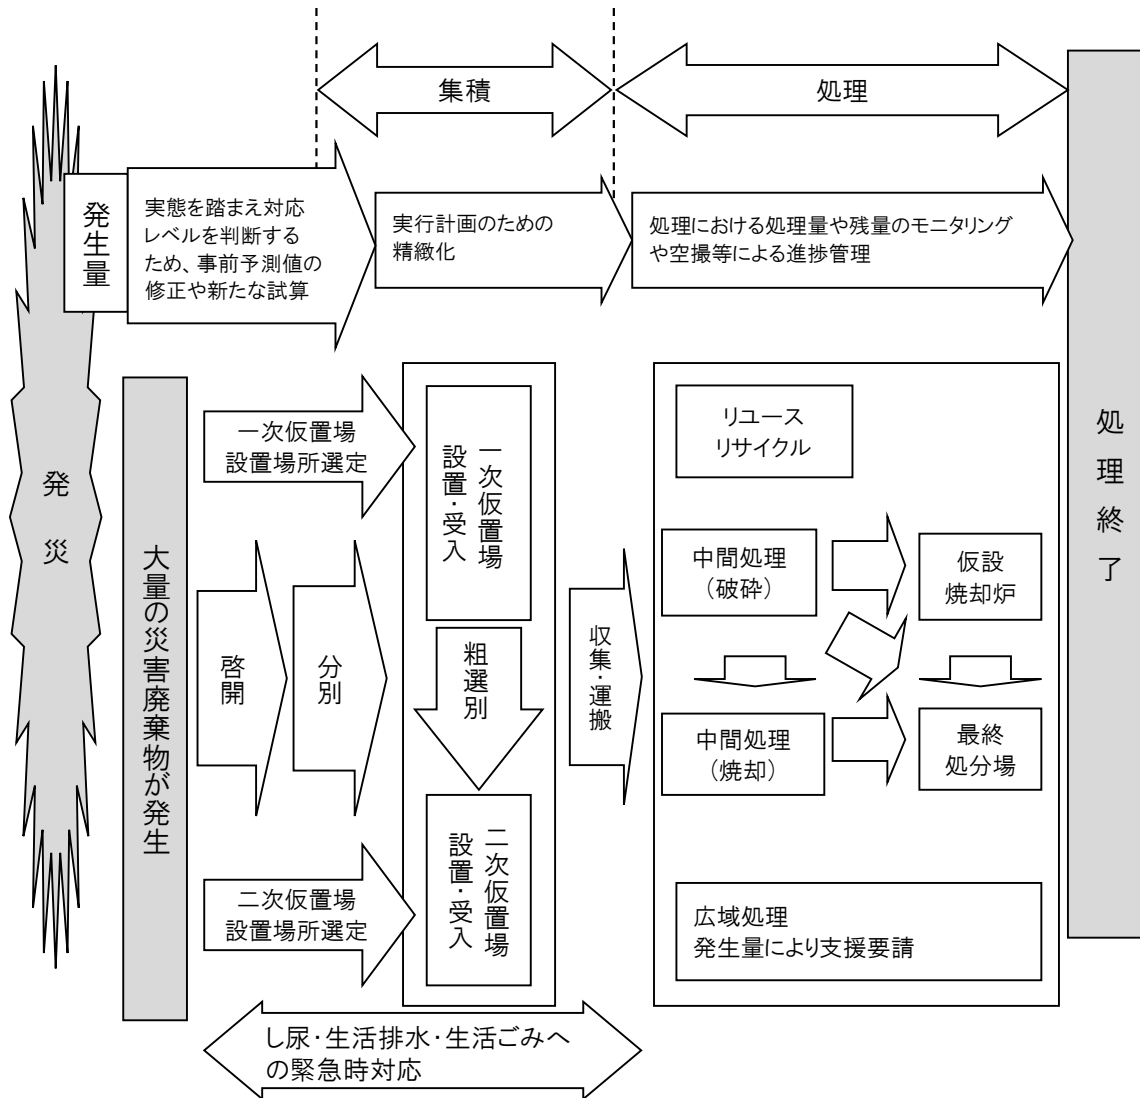 集積
処理
発生量
実態を踏まえ対応
レベルを判断する
ため、事前予測値の
修正や新たな試算
実行計画のための
精緻化
処理における処理量や残量のモニタリング
や空撮等による進捗管理
発災
大量の災害廃棄物が発生
一次仮置場
設置場所選定
啓開
分別
二次仮置場
設置場所選定
一次仮置場
設置・受入
粗選別
二次仮置場
設置・受入
収集・運搬
リユース
リサイクル
中間処理
（破砕）
仮設
焼却炉
中間処理
（焼却）
最終
処分場
広域処理
発生量により支援要請
処理終了
し尿・生活排水・生活ごみへ
の緊急時対応